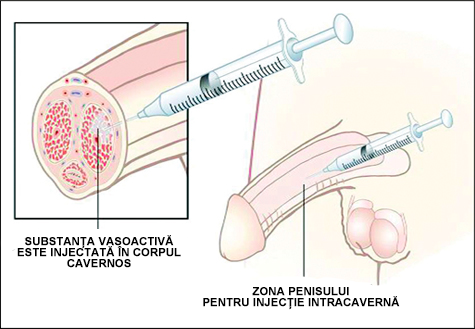 SUBSTANȚA VASOACTIVĂ
ESTE INJECTATĂ ÎN CORPUL
CAVERNOS
ZONA PENISULUI
PENTRU INJECȚIE INTRACAVERNĂ